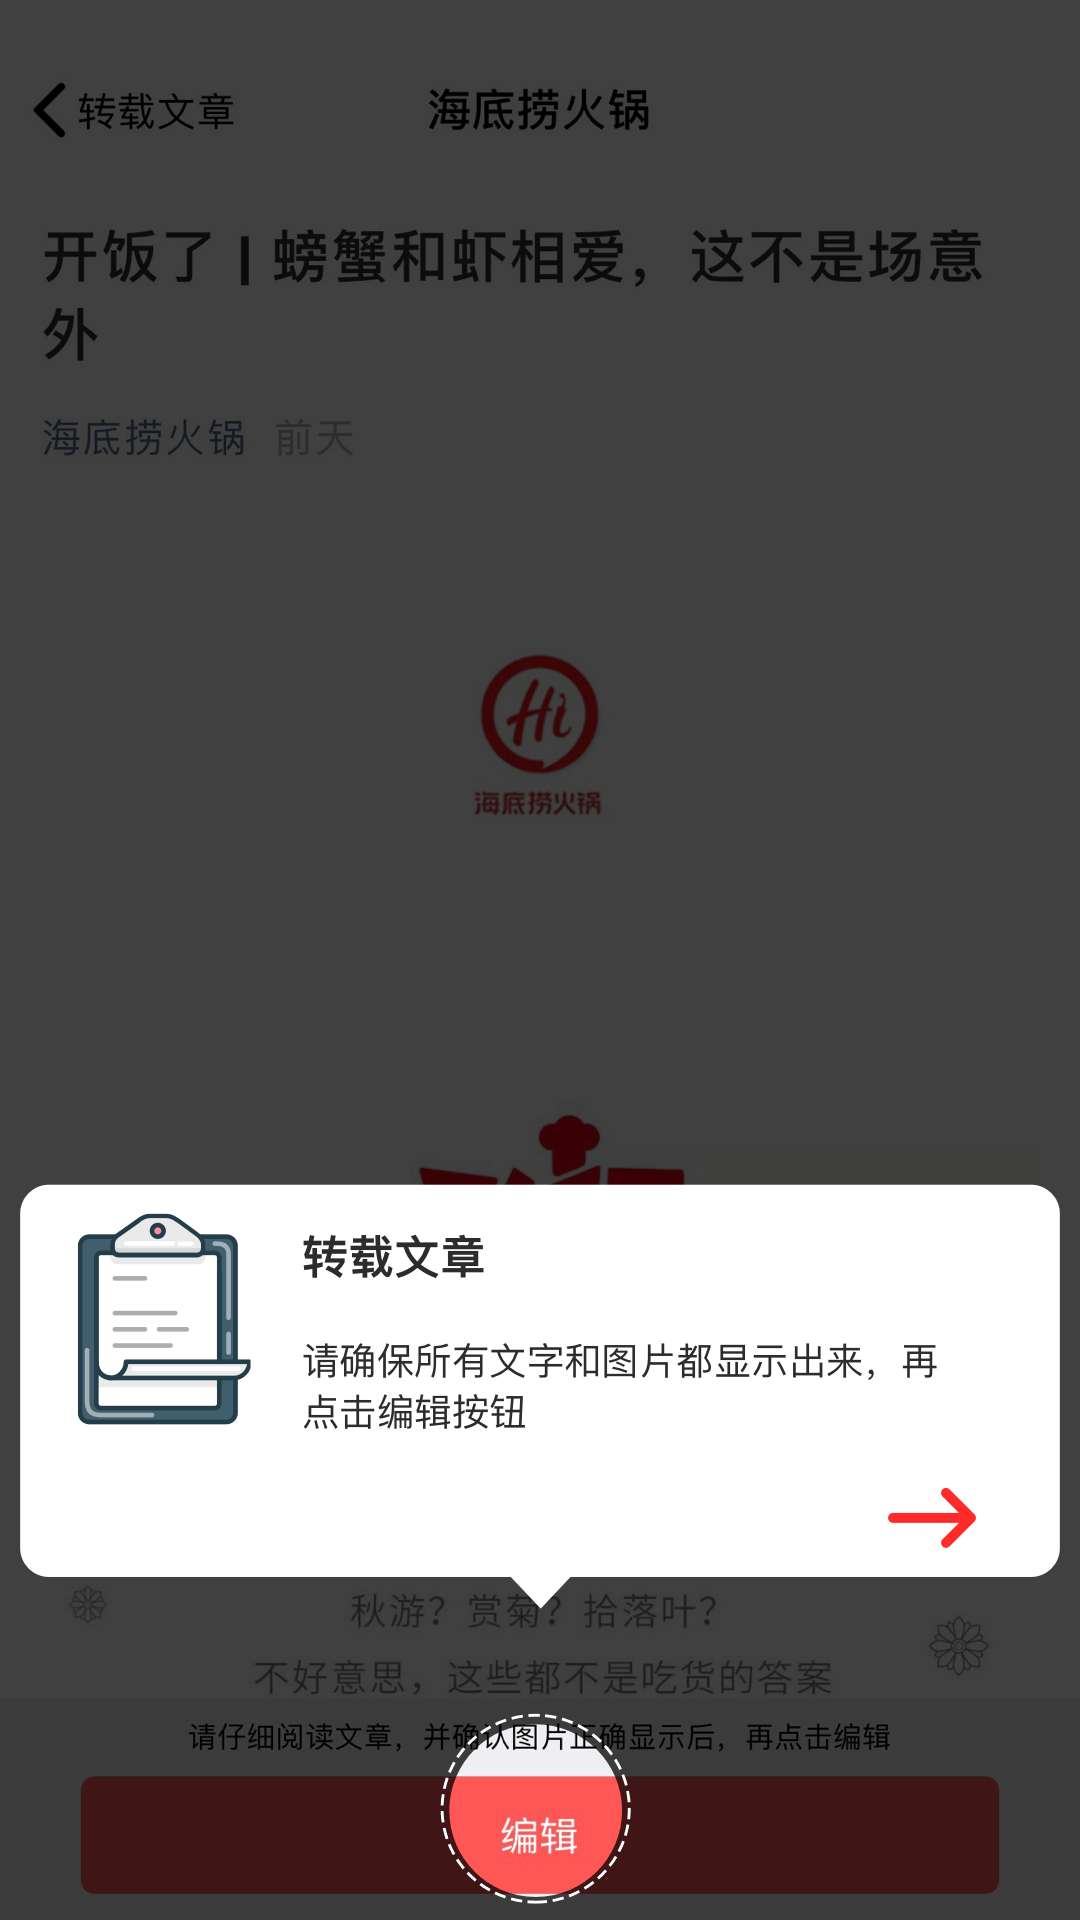 转载文章
海底捞火锅
开饭了 | 螃蟹和虾相爱，这不是场意
外
海底捞火锅 前天
Hi
海底捞火锅
转载文章
请确保所有文字和图片都显示出来，再
点击编辑按钮
秋游？赏菊？拾落叶？
不好意思，这些都不是吃货的答案
请仔细阅读文章，并确认图片正确显示后，再点击编辑
编辑